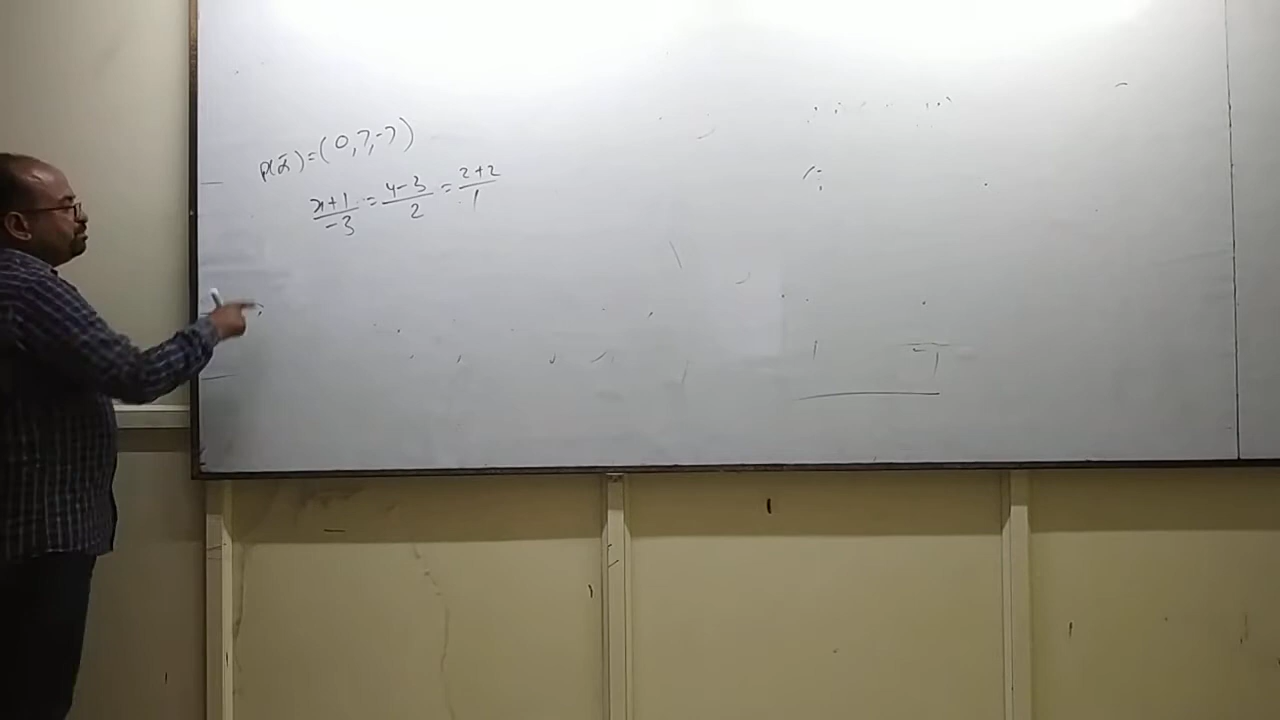 p(ᾱ)=(0,7,-7)
x+1/-3 = y-3/2 = z+2/1